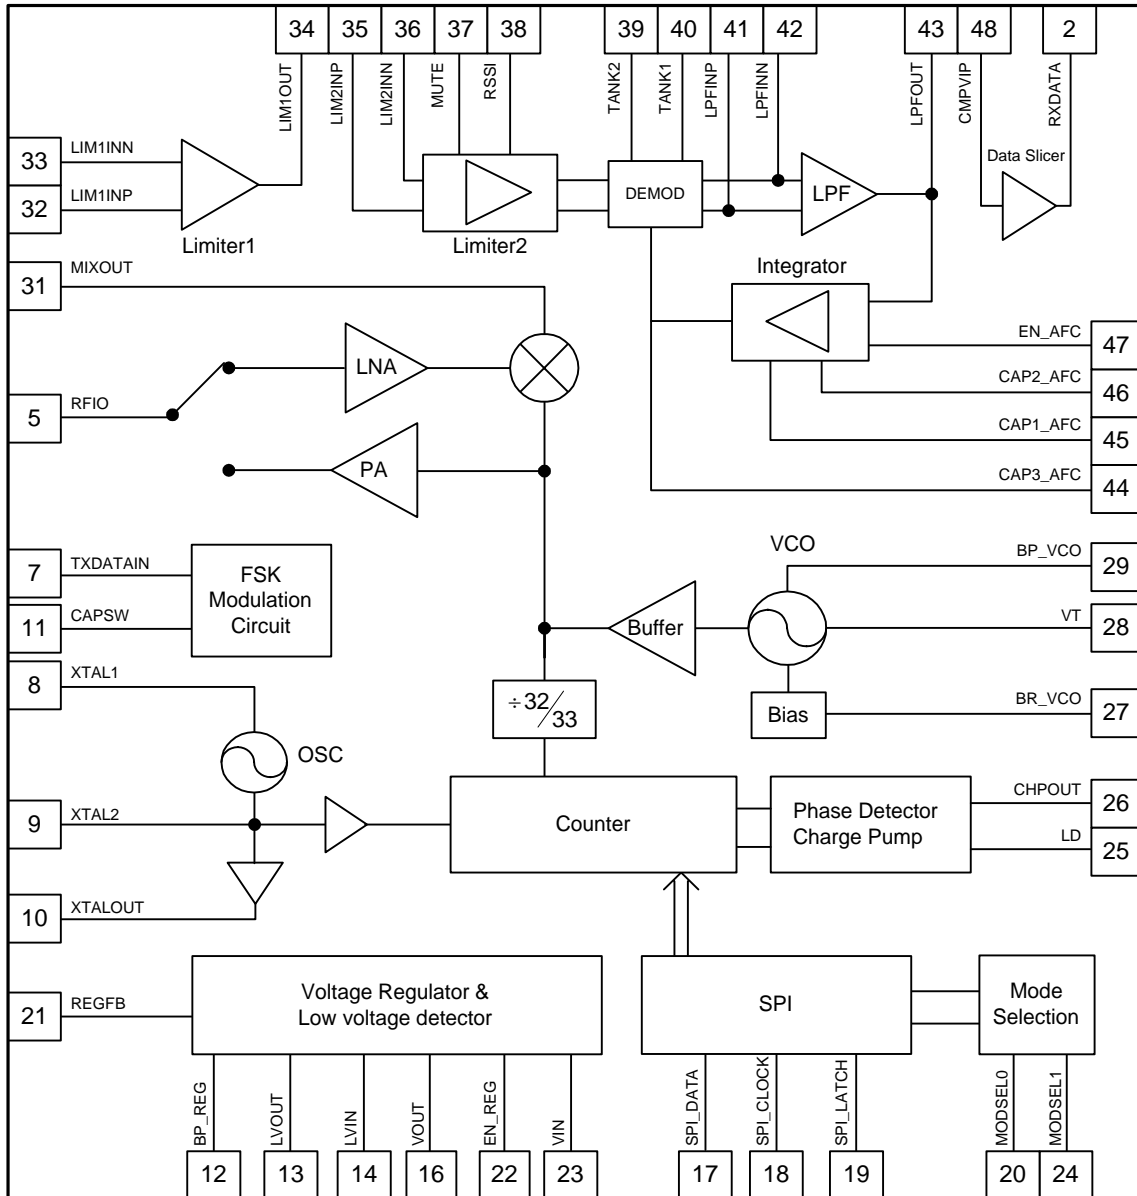 34 35 36 37 38 39 40 41 42 43 48 2
LIM1OUT
LIM2INP
LIM2INN
MUTE
RSSI
TANK2
TANK1
LPFINP
LPFINN
LPFOUT
CMPVIP
RXDATA
33 LIM1INN
32 LIM1INP
Limiter1
Limiter2
DEMOD
LPF
Data Slicer
31 MIXOUT
Integrator
EN_AFC 47
CAP2_AFC 46
CAP1_AFC 45
CAP3_AFC 44
5 RFIO
LNA
PA
7 TXDATAIN
11 CAPSW
FSK
Modulation
Circuit
VCO
Buffer
Bias
BP_VCO 29
VT 28
BR_VCO 27
8 XTAL1
OSC
÷32/33
9 XTAL2
Counter
Phase Detector
Charge Pump
CHPOUT 26
LD 25
10 XTALOUT
21 REGFB
Voltage Regulator &
Low voltage detector
SPI
Mode
Selection
BP_REG
LVOUT
LVIN
VOUT
EN_REG
VIN
SPI_DATA
SPI_CLOCK
SPI_LATCH
MODSEL0
MODSEL1
12 13 14 16 22 23 17 18 19 20 24